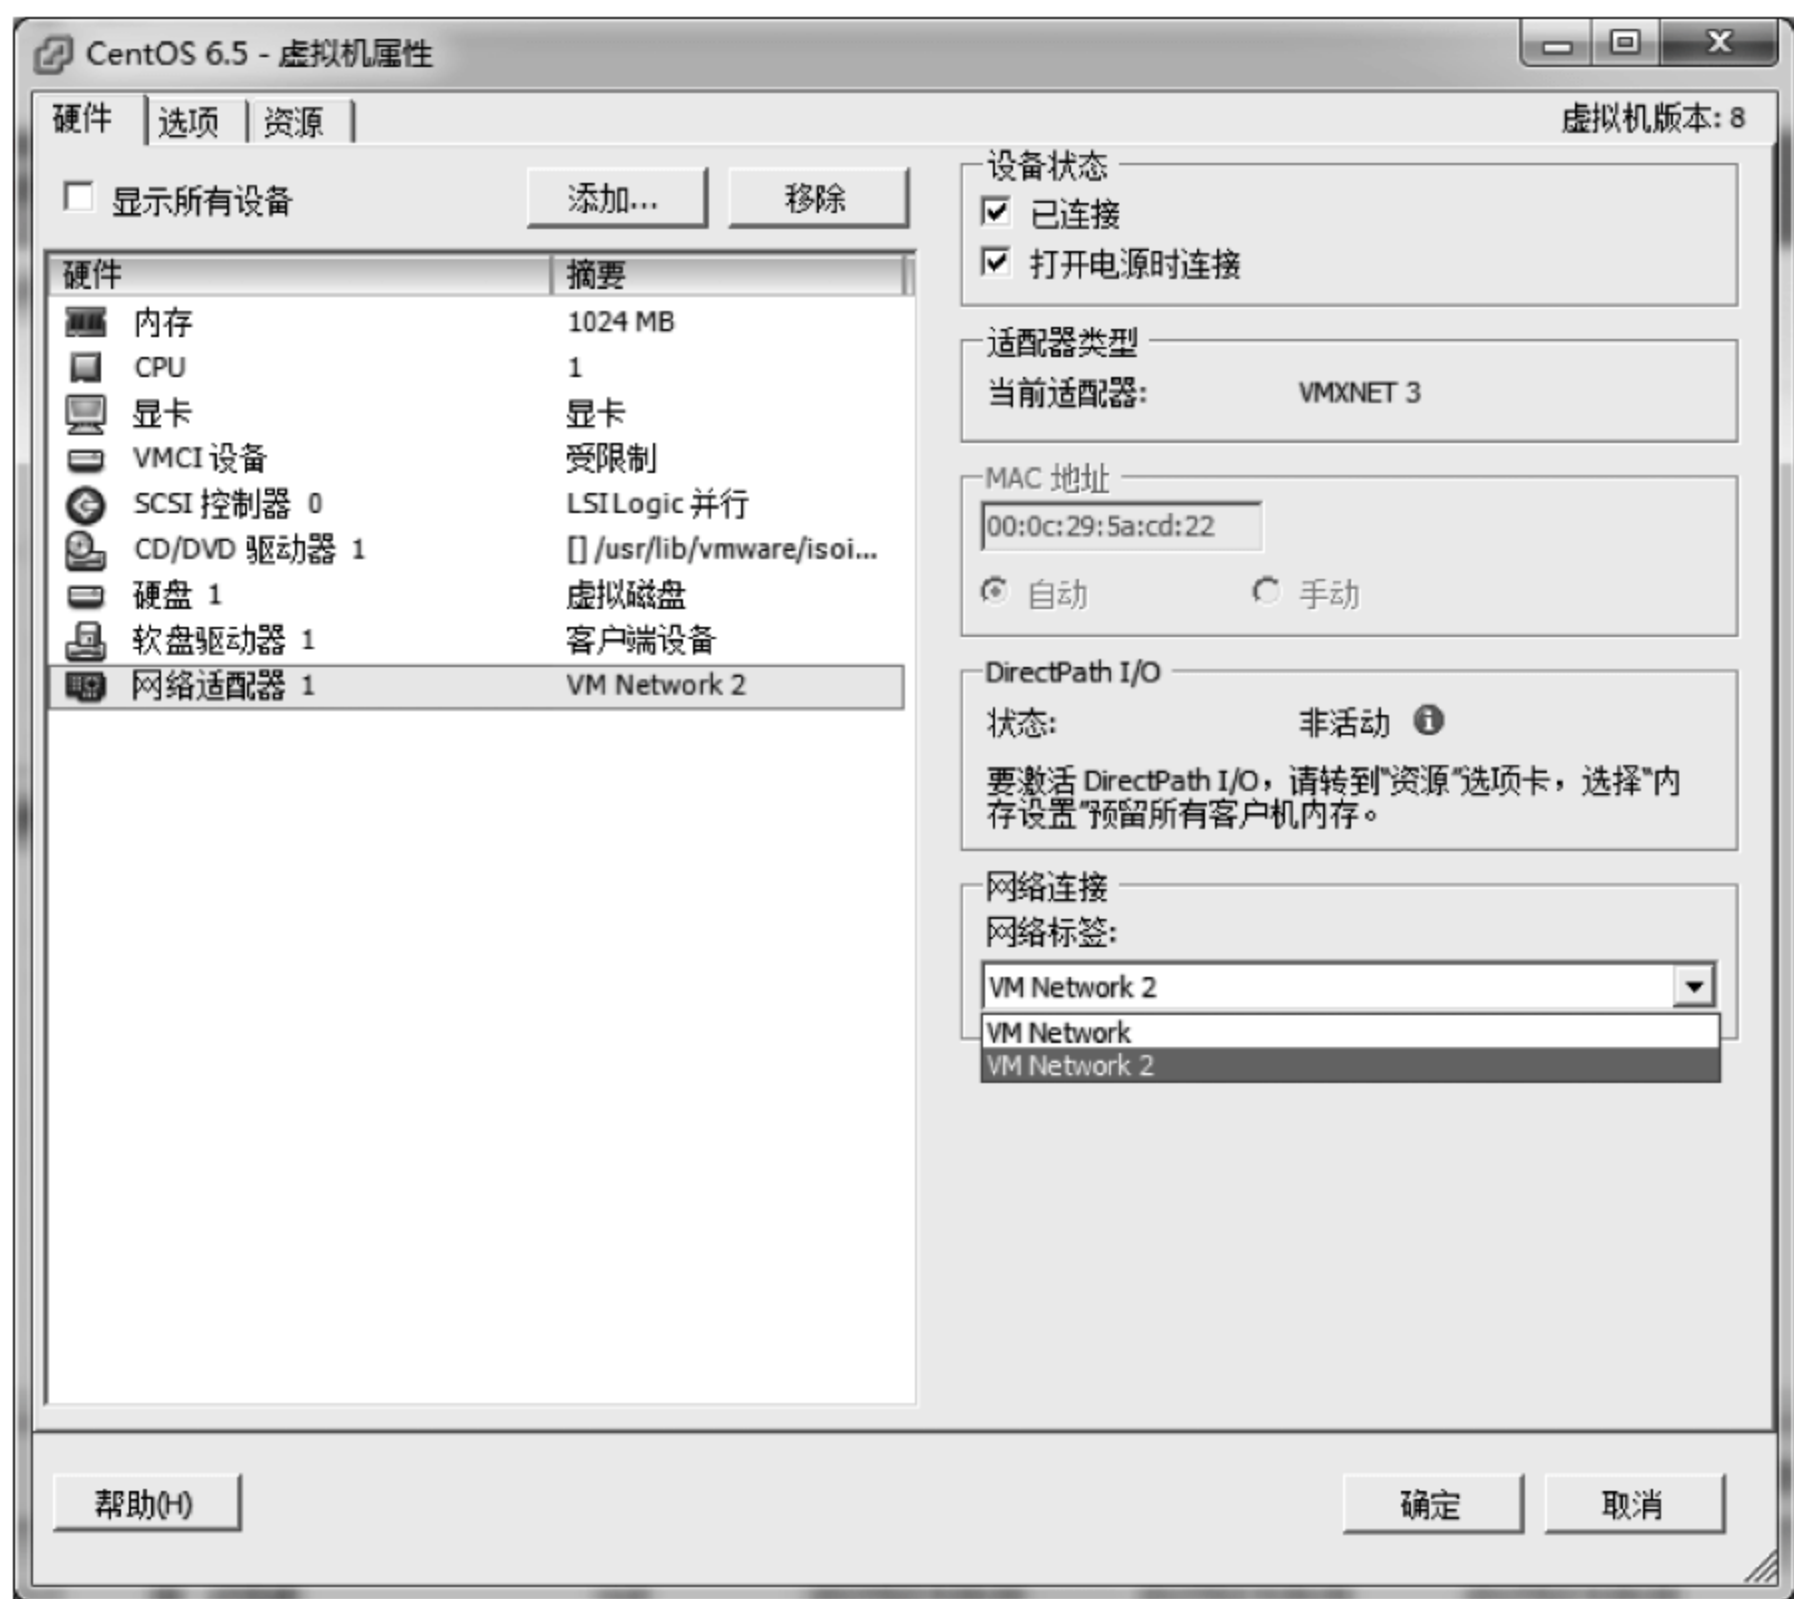 CentOS 6.5 - 虚拟机属性
硬件 选项 资源 虚拟机版本: 8
显示所有设备 添加... 移除
硬件 摘要
内存 1024 MB
CPU 1
显卡 显卡
VMCI 设备 受限制
SCSI 控制器 0 LSI Logic 并行
CD/DVD 驱动器 1 [] /usr/lib/vmware/isoi...
硬盘 1 虚拟磁盘
软盘驱动器 1 客户端设备
网络适配器 1 VM Network 2
设备状态
已连接
打开电源时连接
适配器类型
当前适配器: VMXNET 3
MAC 地址
00:0c:29:5a:cd:22
自动 手动
DirectPath I/O
状态: 非活动
要激活 DirectPath I/O，请转到“资源”选项卡，选择“内
存设置”预留所有客户机内存。
网络连接
网络标签:
VM Network 2
VM Network
VM Network 2
帮助(H) 确定 取消